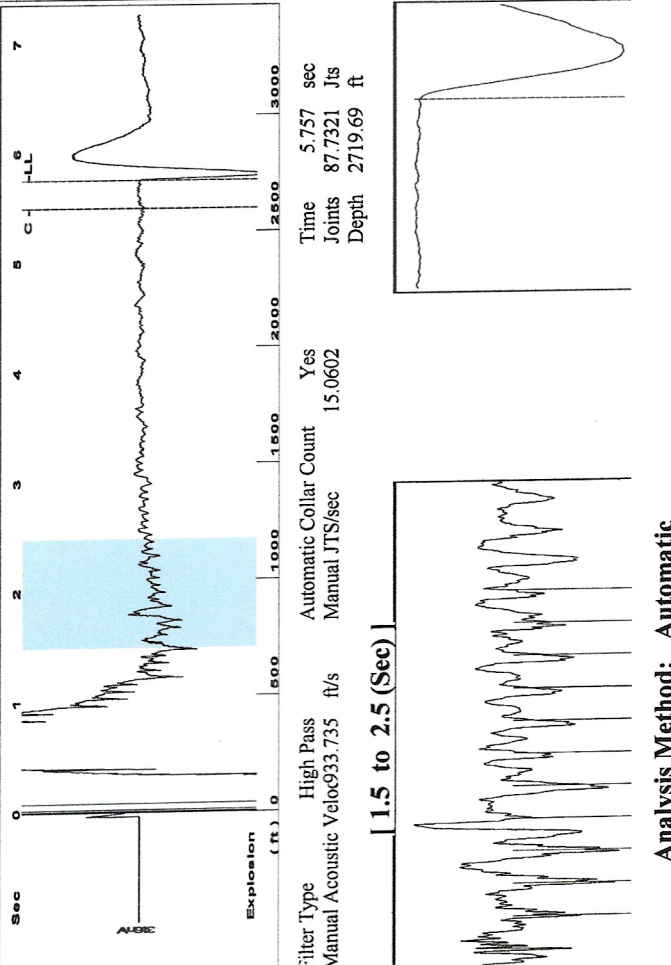 Sec 0 1 2 3 4 5 6 7
C LL
Explosion
(ft) 0 500 1000 1500 2000 2500 3000
Filter Type High Pass Automatic Collar Count Yes Time 5.757 sec
Manual Acoustic Veloc933.735 ft/s Manual JTS/sec 15.0602 Joints 87.7321 Jts
Depth 2719.69 ft
[ 1.5 to 2.5 (Sec) ]
Analysis Method: Automatic